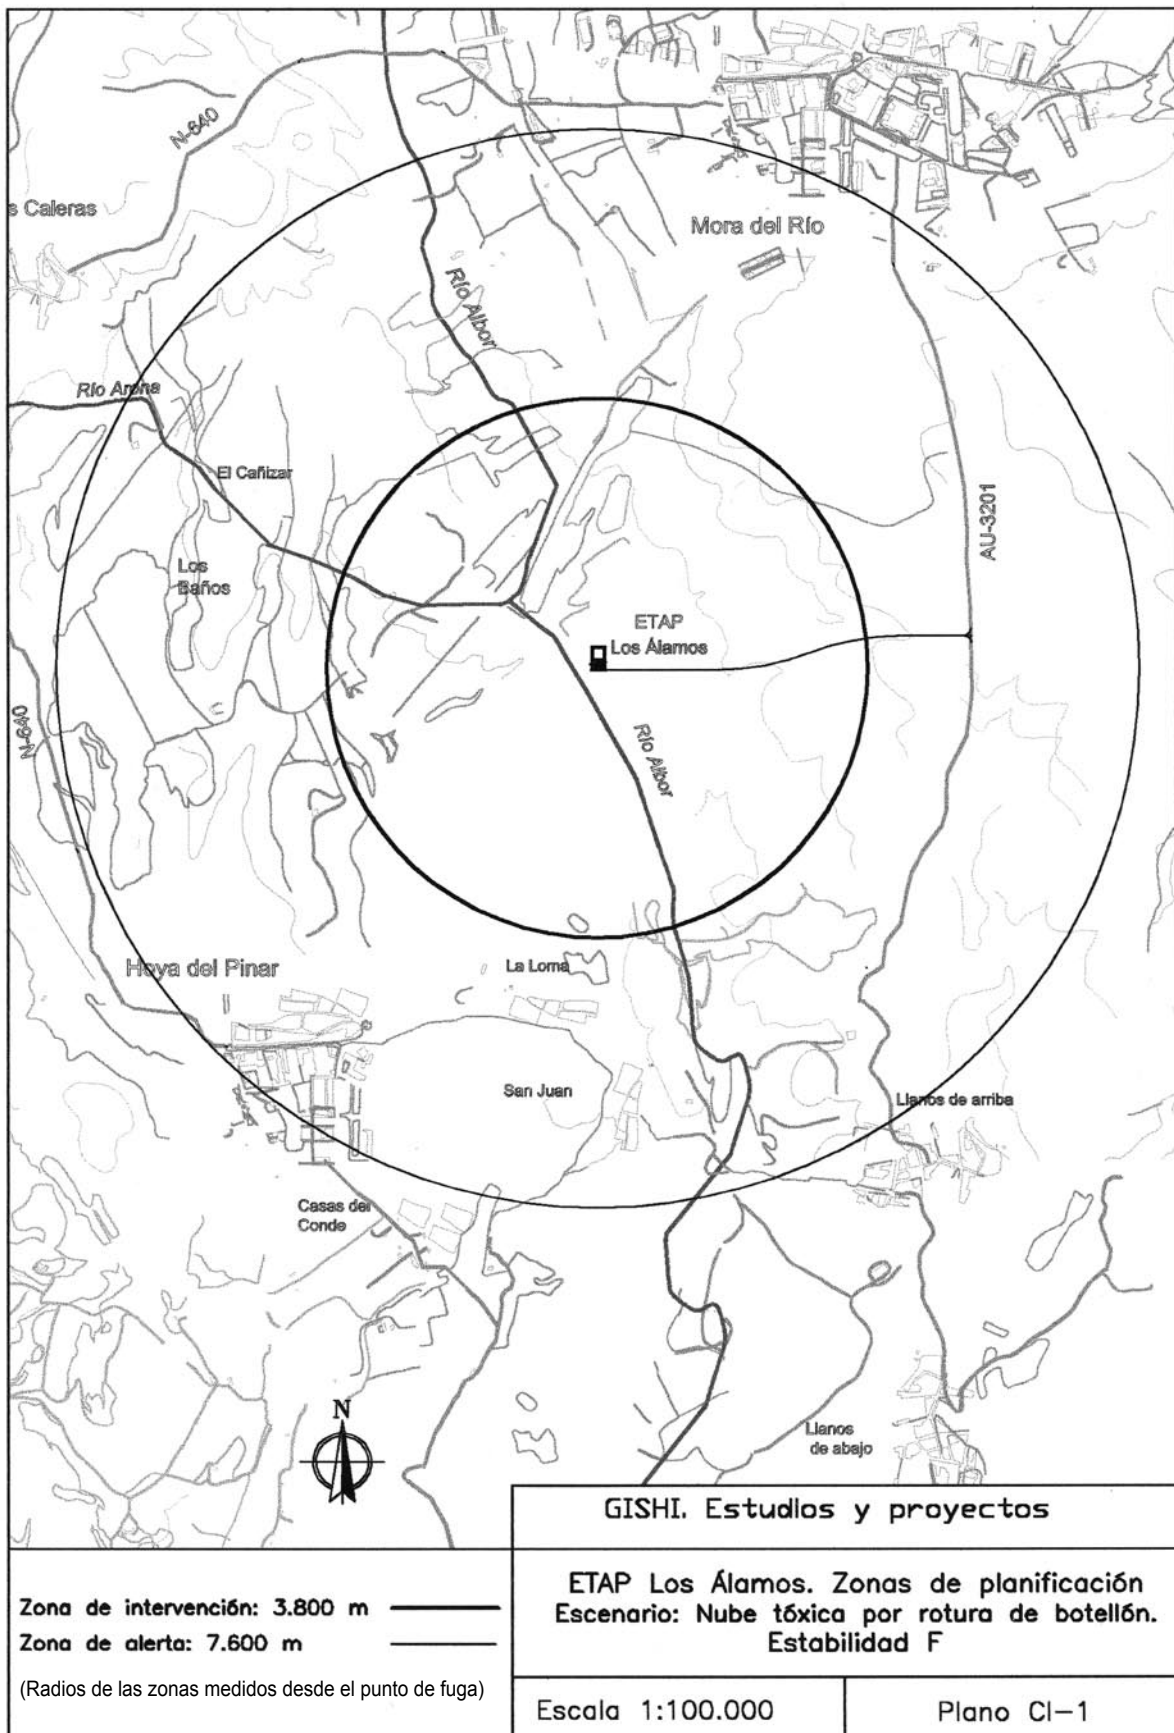 N-640
s Caleras
Mora del Río
Río Albor
Río Arona
El Cañizar
AU-3201
Los
Baños
ETAP
Los Álamos
N-640
Río Albor
Hoya del Pinar
La Loma
San Juan
Llanos de arriba
Casas del
Conde
N
Llanos
de abajo
GISHI. Estudios y proyectos
Zona de intervención: 3.800 m
Zona de alerta: 7.600 m
(Radios de las zonas medidos desde el punto de fuga)
ETAP Los Álamos. Zonas de planificación
Escenario: Nube tóxica por rotura de botellón.
Estabilidad F
Escala 1:100.000
Plano CI-1